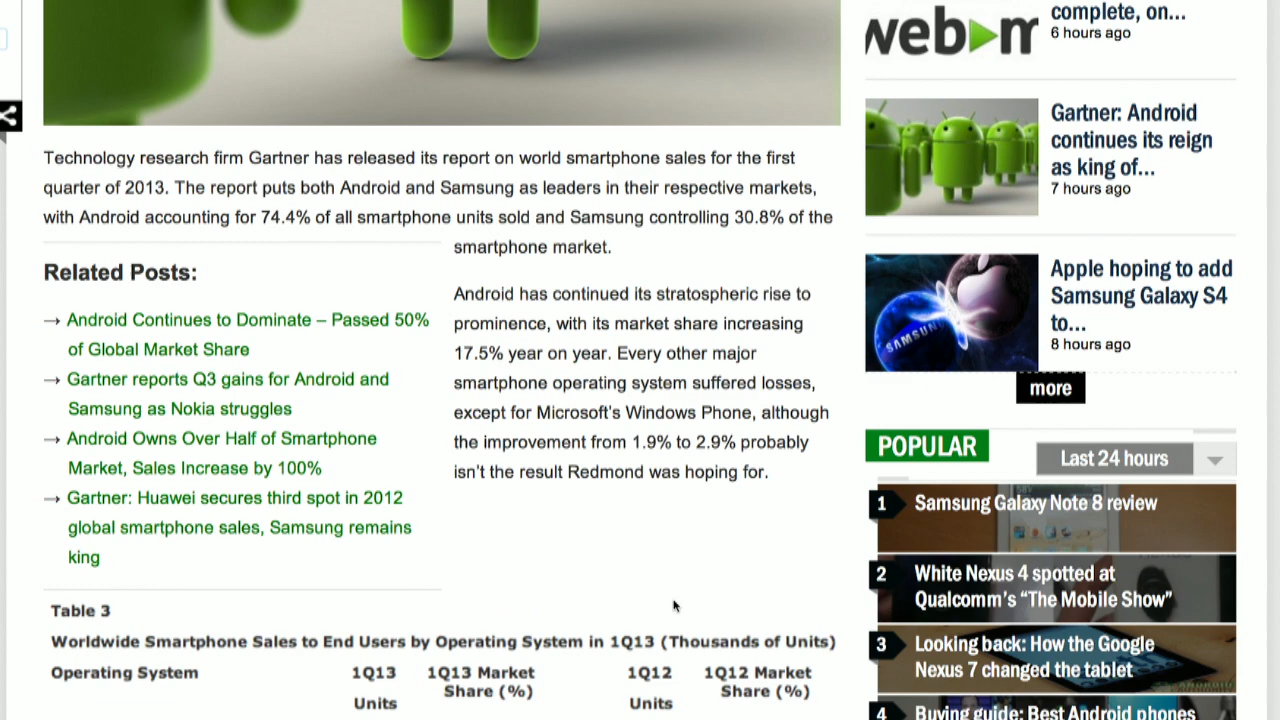 Technology research firm Gartner has released its report on world smartphone sales for the first
quarter of 2013. The report puts both Android and Samsung as leaders in their respective markets,
with Android accounting for 74.4% of all smartphone units sold and Samsung controlling 30.8% of the
smartphone market.
Android has continued its stratospheric rise to
prominence, with its market share increasing
17.5% year on year. Every other major
smartphone operating system suffered losses,
except for Microsoft's Windows Phone, although
the improvement from 1.9% to 2.9% probably
isn't the result Redmond was hoping for.
Related Posts:
→ Android Continues to Dominate – Passed 50%
of Global Market Share
→ Gartner reports Q3 gains for Android and
Samsung as Nokia struggles
→ Android Owns Over Half of Smartphone
Market, Sales Increase by 100%
→ Gartner: Huawei secures third spot in 2012
global smartphone sales, Samsung remains
king
Table 3
Worldwide Smartphone Sales to End Users by Operating System in 1Q13 (Thousands of Units)
Operating System 1Q13 Units 1Q13 Market Share (%) 1Q12 Units 1Q12 Market Share (%)
webm
complete, on...
6 hours ago
Gartner: Android
continues its reign
as king of...
7 hours ago
SAMSUNG
Apple hoping to add
Samsung Galaxy S4
to...
8 hours ago
more
POPULAR
Last 24 hours
1 Samsung Galaxy Note 8 review
2 White Nexus 4 spotted at
Qualcomm's “The Mobile Show”
3 Looking back: How the Google
Nexus 7 changed the tablet
4 Buying guide: Best Android phones